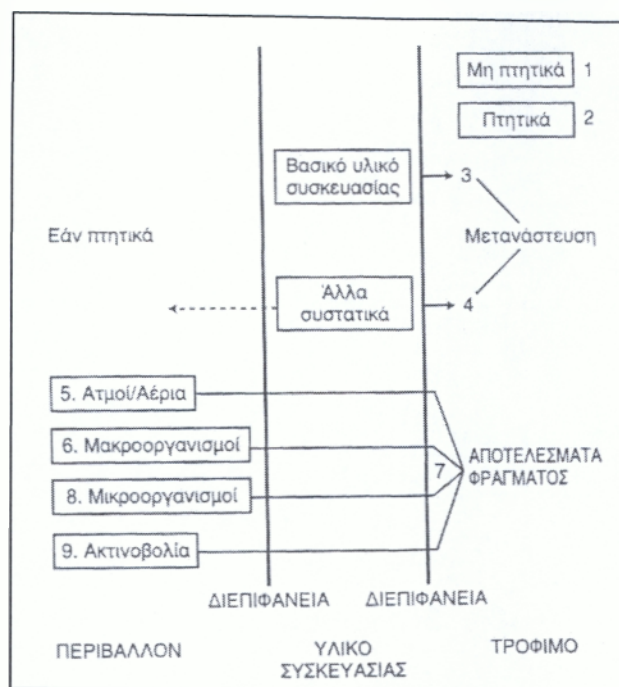 Μη πτητικά 1
Πτητικά 2
Βασικό υλικό
συσκευασίας
3
Εάν πτητικά
Μετανάστευση
Άλλα
συστατικά
4
5. Ατμοί/Αέρια
6. Μακροοργανισμοί
7
ΑΠΟΤΕΛΕΣΜΑΤΑ
ΦΡΑΓΜΑΤΟΣ
8. Μικροοργανισμοί
9. Ακτινοβολία
ΔΙΕΠΙΦΑΝΕΙΑ ΔΙΕΠΙΦΑΝΕΙΑ
ΠΕΡΙΒΑΛΛΟΝ
ΥΛΙΚΟ
ΣΥΣΚΕΥΑΣΙΑΣ
ΤΡΟΦΙΜΟ